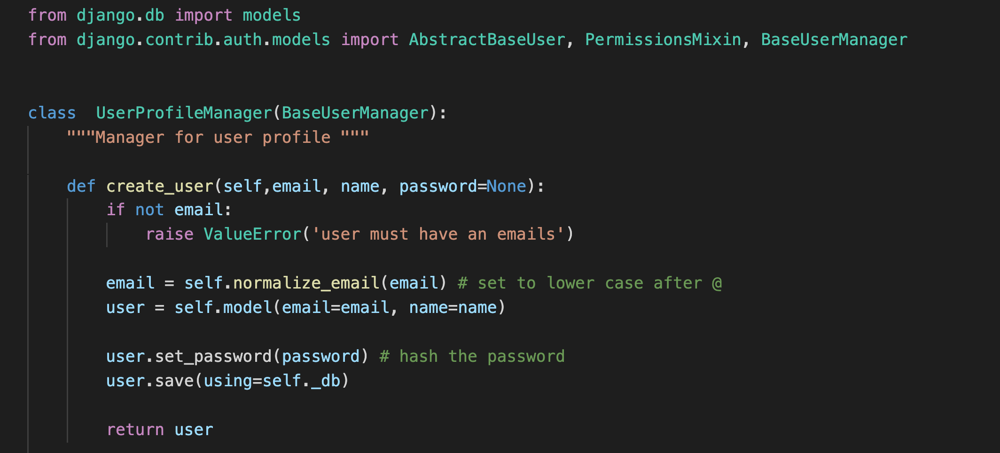 from django.db import models
from django.contrib.auth.models import AbstractBaseUser, PermissionsMixin, BaseUserManager
class  UserProfileManager(BaseUserManager):
"""Manager for user profile """
def create_user(self,email, name, password=None):
if not email:
raise ValueError('user must have an emails')
email = self.normalize_email(email) # set to lower case after @
user = self.model(email=email, name=name)
user.set_password(password) # hash the password
user.save(using=self._db)
return user